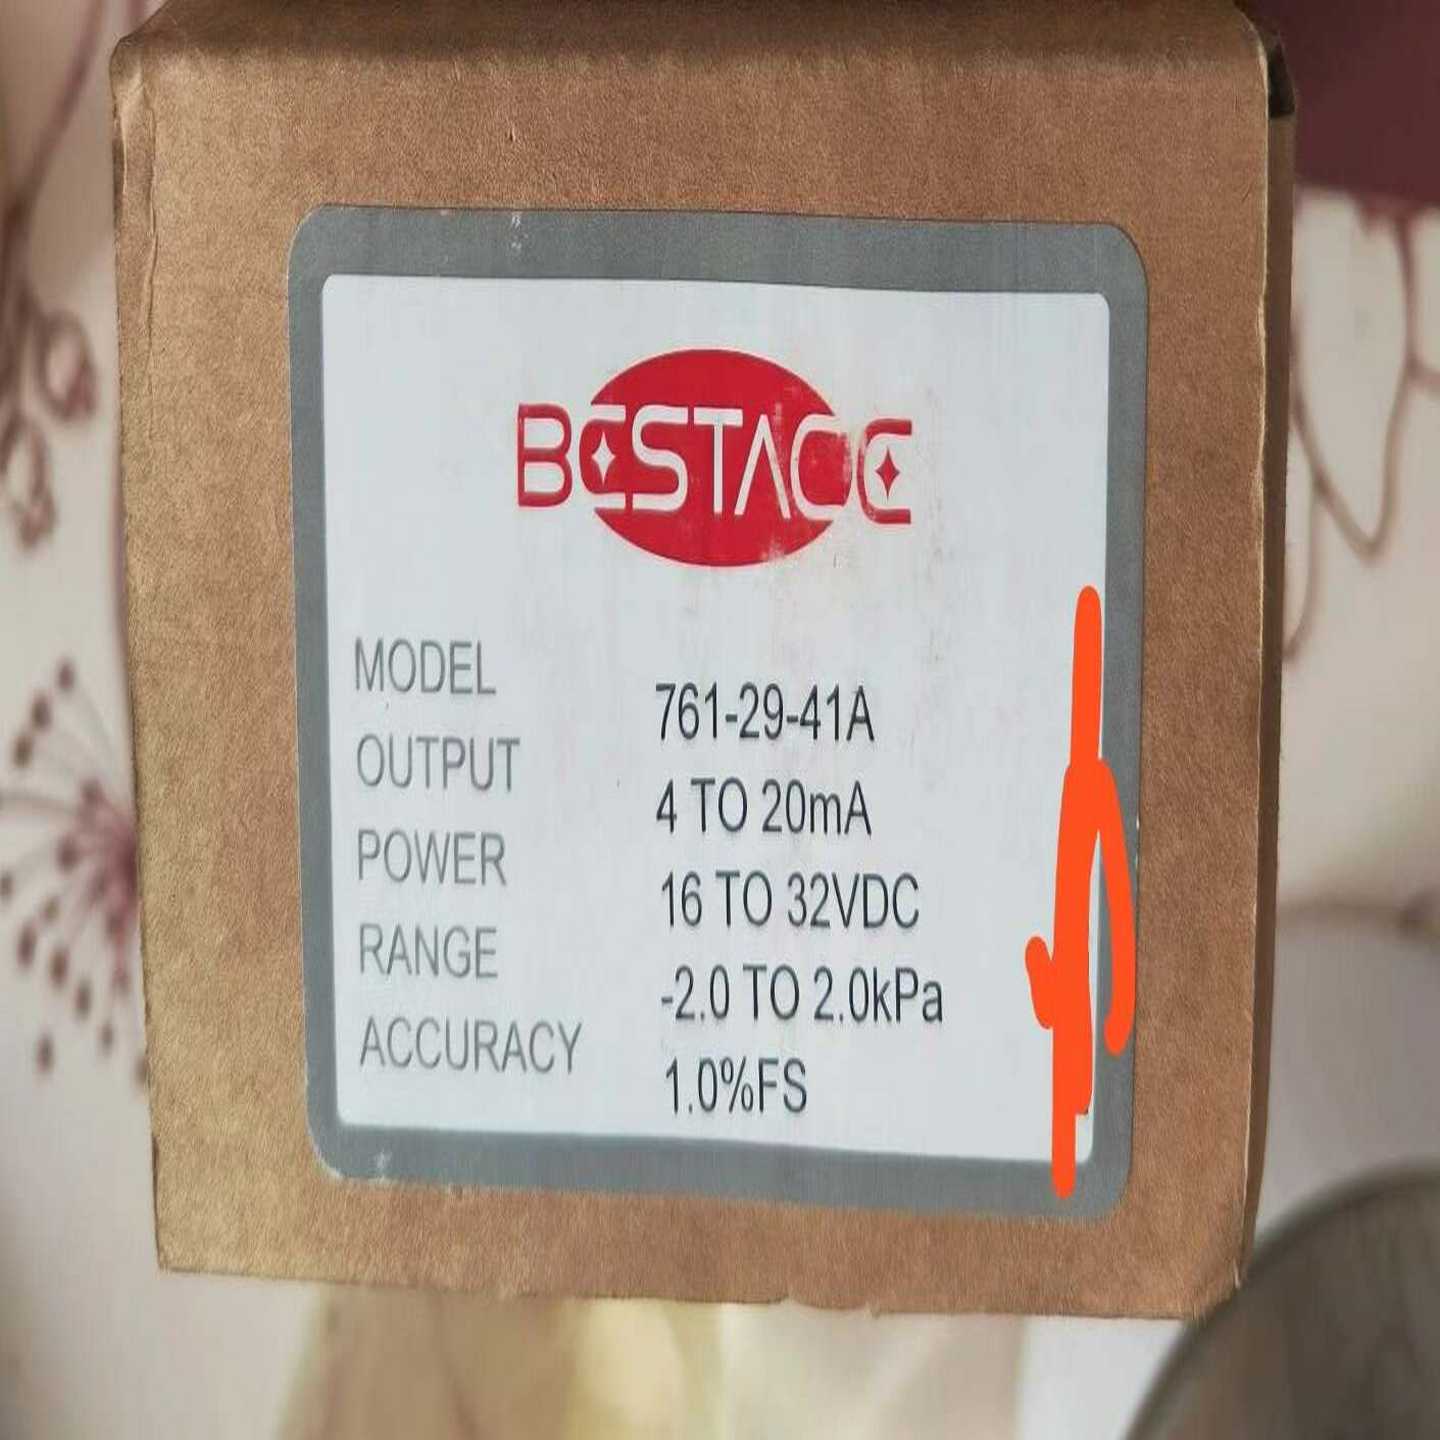 BESTACE
MODEL 761-29-41A
OUTPUT 4 TO 20mA
POWER 16 TO 32VDC
RANGE -2.0 TO 2.0kPa
ACCURACY 1.0%FS